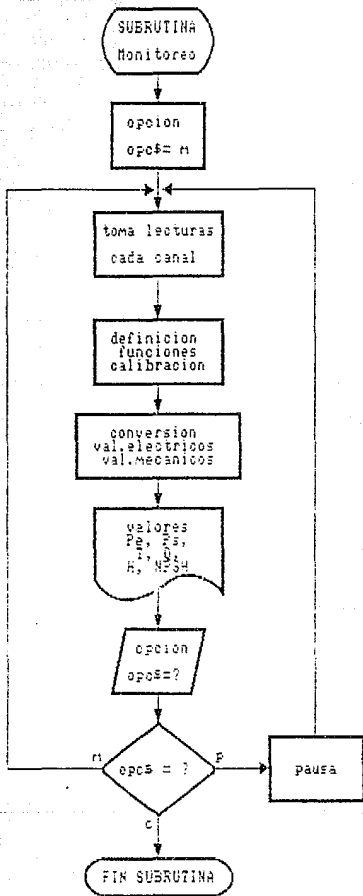 SUBRUTINA
Monitoreo
opcion
opc$= m
toma lecturas
cada canal
definicion
funciones
calibracion
conversion
val.electricos
val.mecanicos
valores
Pe, Ps,
T, Q,
H, NPSH
opcion
opc$=?
m
opc$ = ?
p
pausa
c
FIN SUBRUTINA